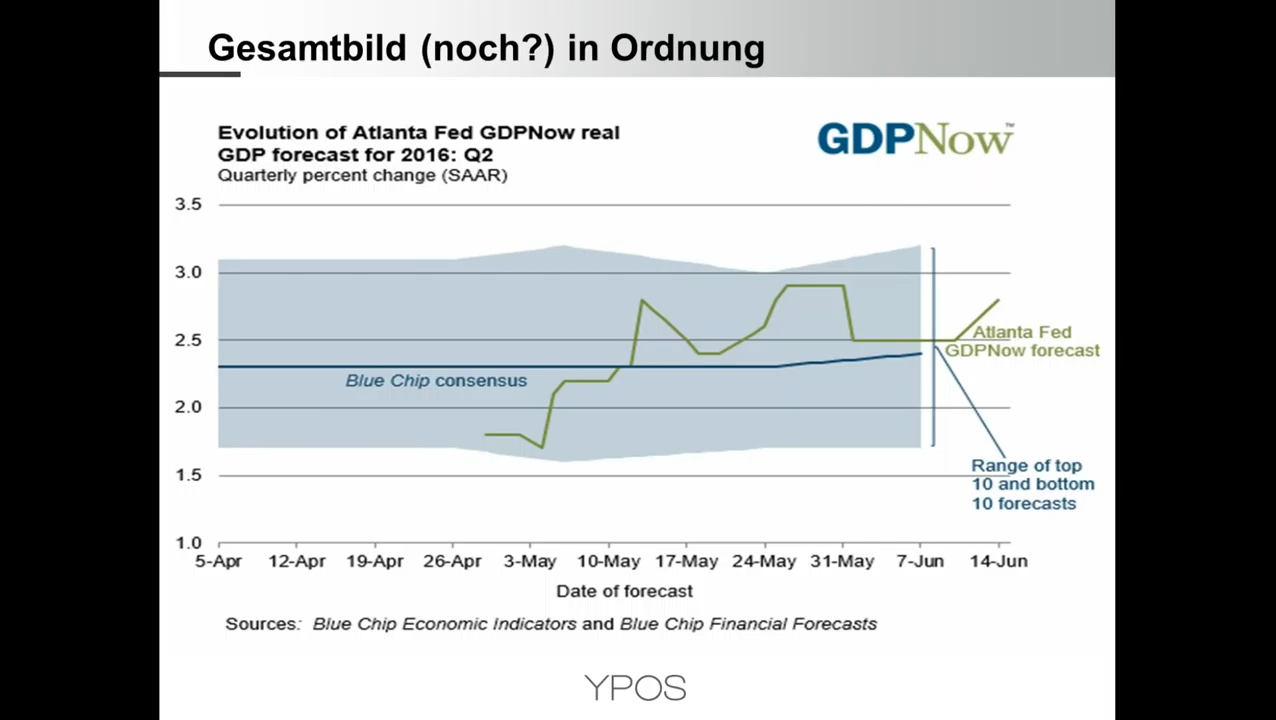 Gesamtbild (noch?) in Ordnung
Evolution of Atlanta Fed GDPNow real
GDP forecast for 2016: Q2
Quarterly percent change (SAAR)
GDPNow™
3.5
3.0
2.5
2.0
1.5
1.0
Blue Chip consensus
Atlanta Fed
GDPNow forecast
Range of top
10 and bottom
10 forecasts
5-Apr 12-Apr 19-Apr 26-Apr 3-May 10-May 17-May 24-May 31-May 7-Jun 14-Jun
Date of forecast
Sources: Blue Chip Economic Indicators and Blue Chip Financial Forecasts
YPOS